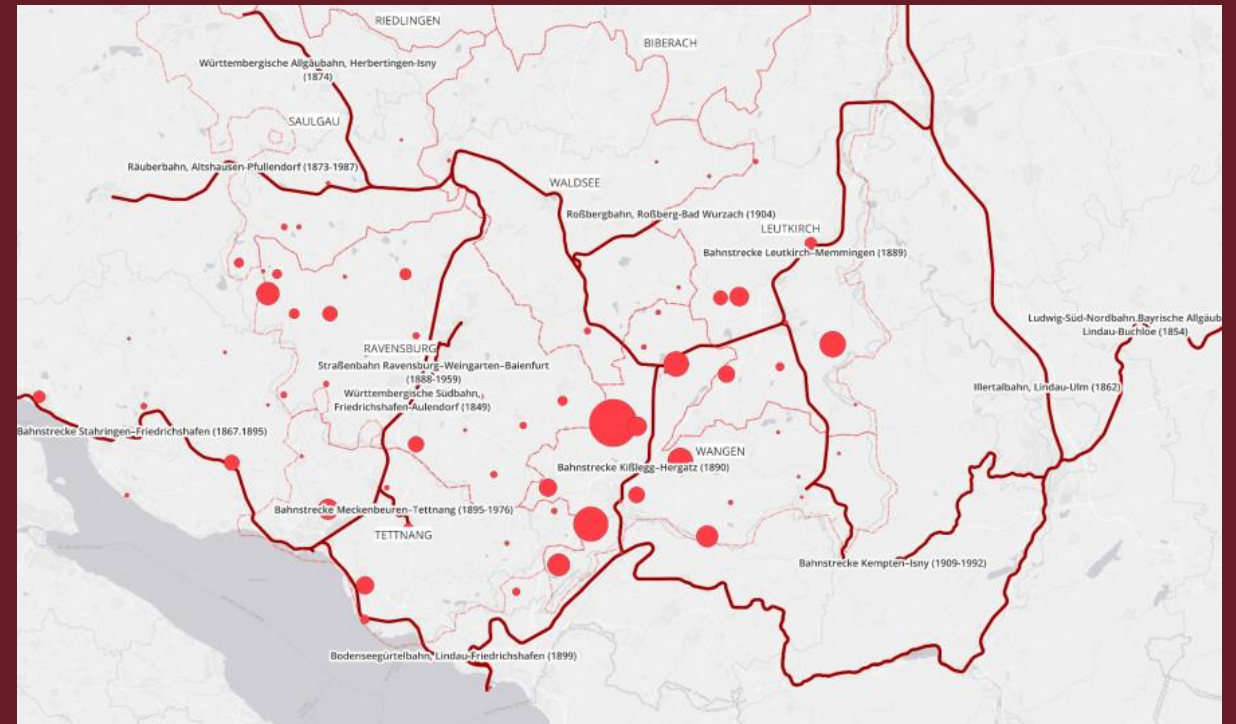 RIEDLINGEN
BIBERACH
Württembergische Allgäubahn, Herbertingen-Isny
(1874)
SAULGAU
Räuberbahn, Altshausen-Pfullendorf (1873-1987)
WALDSEE
Roßbergbahn, Roßberg-Bad Wurzach (1904)
LEUTKIRCH
Bahnstrecke Leutkirch–Memmingen (1889)
Ludwig-Süd-Nordbahn,Bayrische Allgäub
Lindau-Buchloe (1854)
RAVENSBURG
Straßenbahn Ravensburg–Weingarten–Baienfurt
(1888-1959)
Württembergische Südbahn,
Friedrichshafen-Aulendorf (1849)
Illertalbahn, Lindau-Ulm (1862)
Bahnstrecke Stahringen–Friedrichshafen (1867.1895)
WANGEN
Bahnstrecke Kißlegg–Hergatz (1890)
Bahnstrecke Meckenbeuren–Tettnang (1895-1976)
TETTNANG
Bahnstrecke Kempten–Isny (1909-1992)
Bodenseegürtelbahn, Lindau-Friedrichshafen (1899)